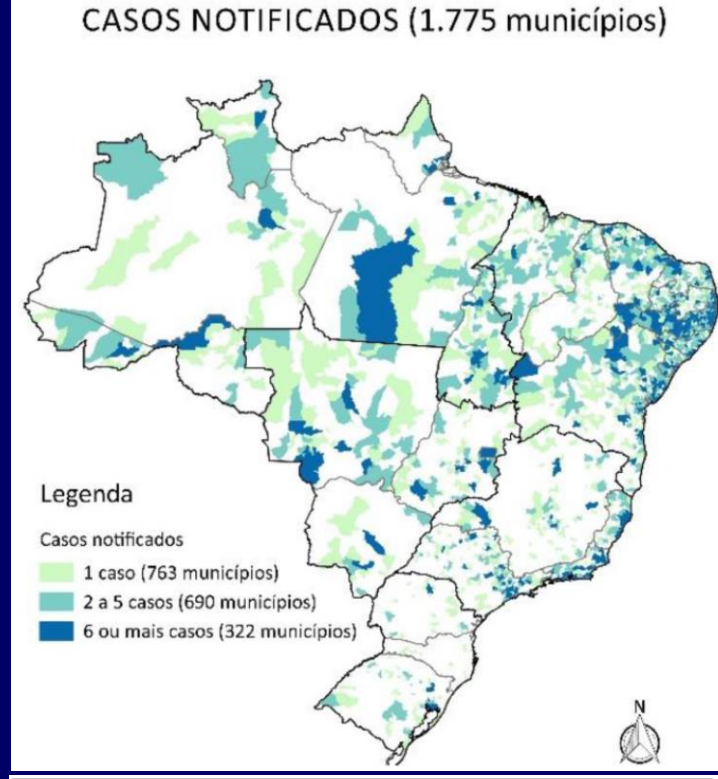 CASOS NOTIFICADOS (1.775 municípios)
Legenda
Casos notificados
1 caso (763 municípios)
2 a 5 casos (690 municípios)
6 ou mais casos (322 municípios)
N